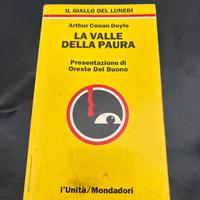 IL GIALLO DEL LUNEDÌ
Arthur Conan Doyle
LA VALLE
DELLA PAURA
Presentazione di
Oreste Del Buono
l'Unità/Mondadori